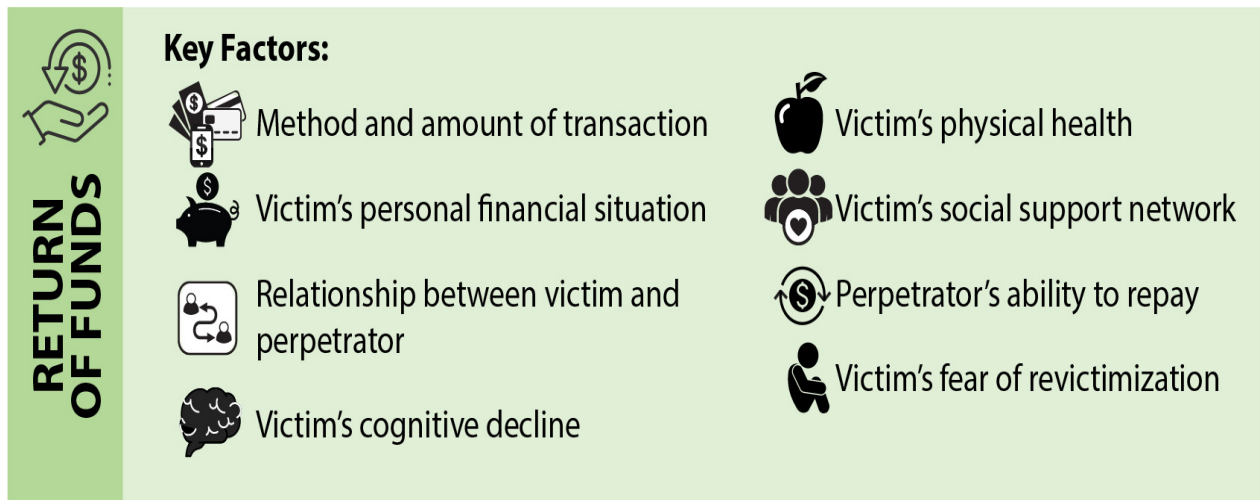 RETURN
OF FUNDS
Key Factors:
$ Method and amount of transaction
$ Victim's personal financial situation
Relationship between victim and
perpetrator
Victim's cognitive decline
Victim's physical health
Victim's social support network
$ Perpetrator's ability to repay
Victim's fear of revictimization